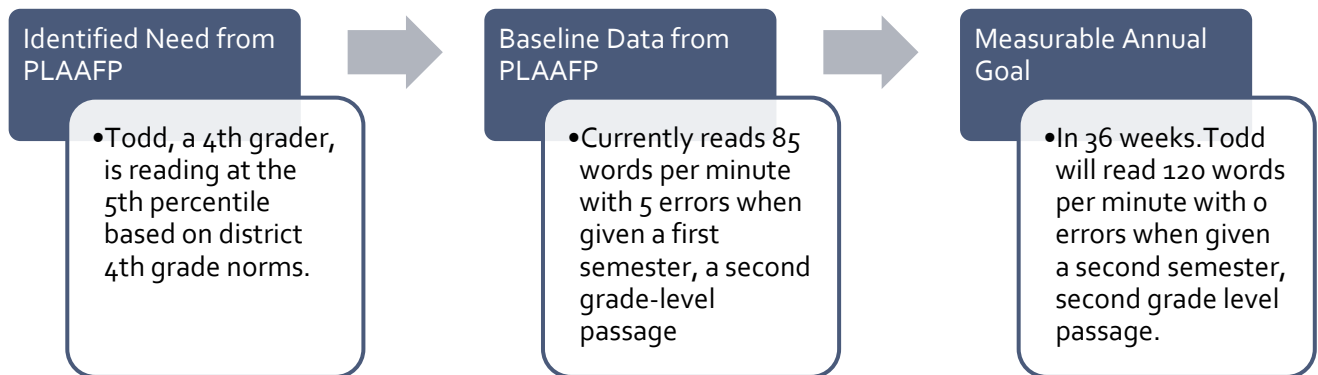 Identified Need from
PLAAFP
•Todd, a 4th grader,
is reading at the
5th percentile
based on district
4th grade norms.
Baseline Data from
PLAAFP
•Currently reads 85
words per minute
with 5 errors when
given a first
semester, a second
grade-level
passage
Measurable Annual
Goal
•In 36 weeks.Todd
will read 120 words
per minute with 0
errors when given
a second semester,
second grade level
passage.